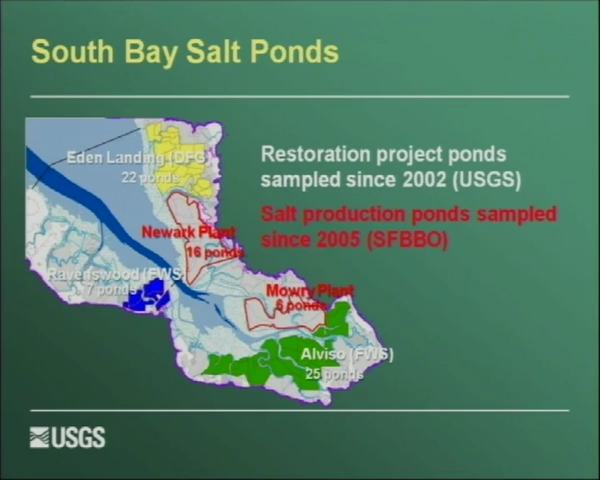 South Bay Salt Ponds
Eden Landing (DFG)
22 ponds
Restoration project ponds
sampled since 2002 (USGS)
Salt production ponds sampled
since 2005 (SFBBO)
Newark Plant
16 ponds
Ravenswood (FWS)
7 ponds
Mowry Plant
6 ponds
Alviso (FWS)
25 ponds
USGS